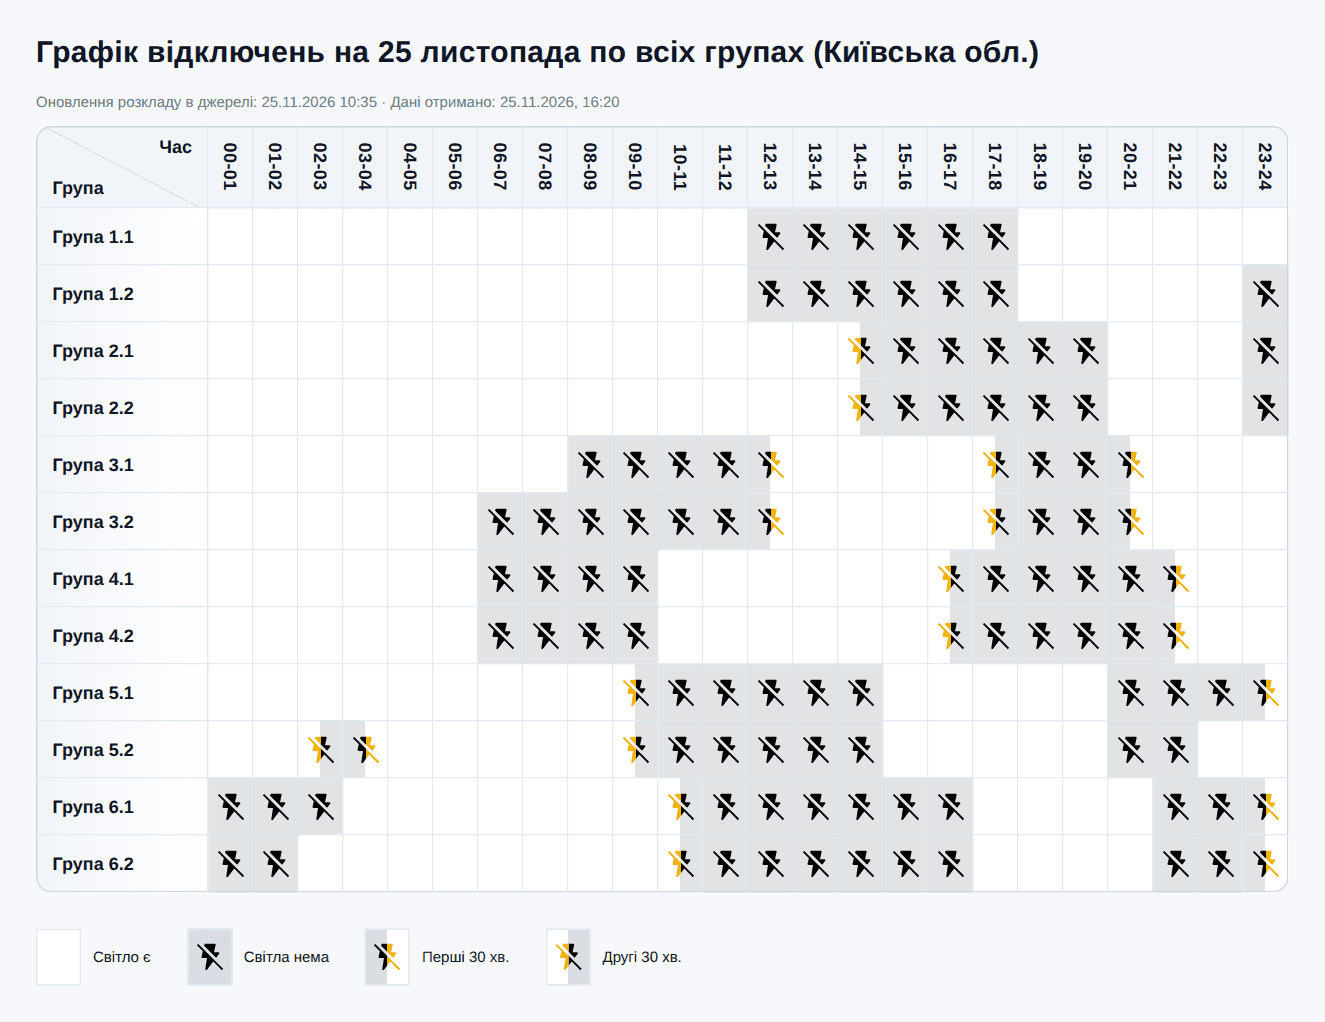 Графік відключень на 25 листопада по всіх групах (Київська обл.)
Оновлення розкладу в джерелі: 25.11.2026 10:35 · Дані отримано: 25.11.2026, 16:20
Час
Група
00-01 01-02 02-03 03-04 04-05 05-06 06-07 07-08 08-09 09-10 10-11 11-12 12-13 13-14 14-15 15-16 16-17 17-18 18-19 19-20 20-21 21-22 22-23 23-24
Група 1.1
Група 1.2
Група 2.1
Група 2.2
Група 3.1
Група 3.2
Група 4.1
Група 4.2
Група 5.1
Група 5.2
Група 6.1
Група 6.2
Світло є Світла нема Перші 30 хв. Другі 30 хв.